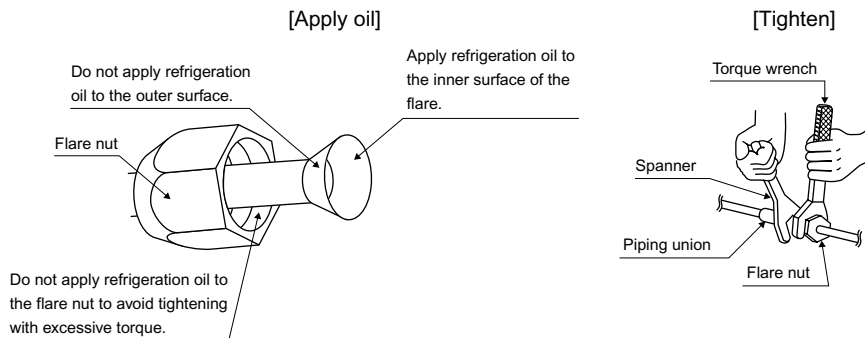 [Apply oil]
Do not apply refrigeration
oil to the outer surface.
Apply refrigeration oil to
the inner surface of the
flare.
Flare nut
Do not apply refrigeration oil to
the flare nut to avoid tightening
with excessive torque.
[Tighten]
Torque wrench
Spanner
Piping union
Flare nut